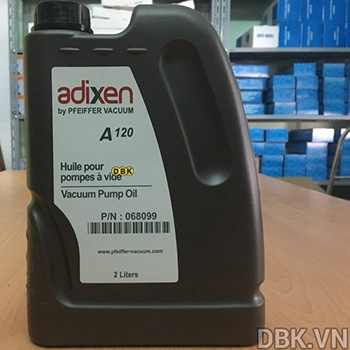 adixen
by PFEIFFER VACUUM
A 120
Huile pour
pompes à vide
DBK
Vacuum Pump Oil
P/N : 068099
www.pfeiffer-vacuum.com
2 Liters
DBK.VN